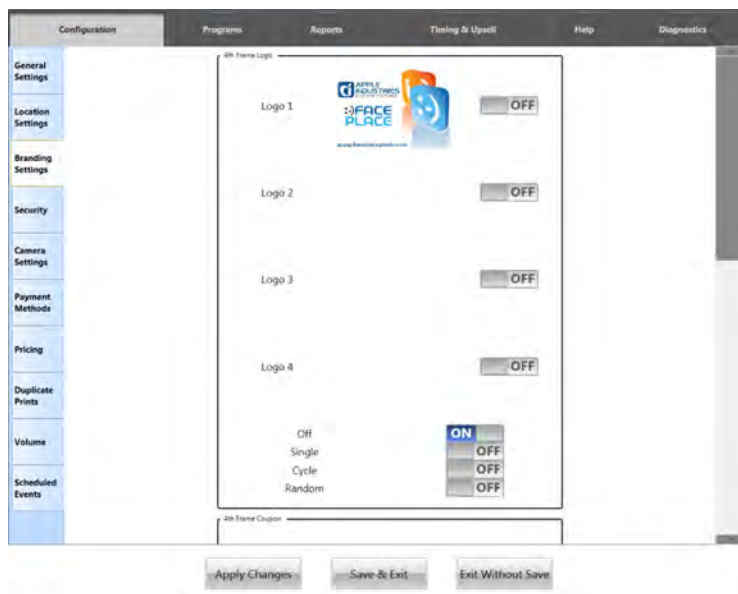 Configuration
Programs
Reports
Timing & Upsell
Help
Diagnostics
General
Settings
Location
Settings
Branding
Settings
Security
Camera
Settings
Payment
Methods
Pricing
Duplicate
Prints
Volume
Scheduled
Events
4th Frame Logo
Logo 1
APPLE
INDUSTRIES
:)FACE
PLACE
OFF
Logo 2
OFF
Logo 3
OFF
Logo 4
OFF
Off ON
Single OFF
Cycle OFF
Random OFF
4th Frame Coupon
Apply Changes
Save & Exit
Exit Without Save